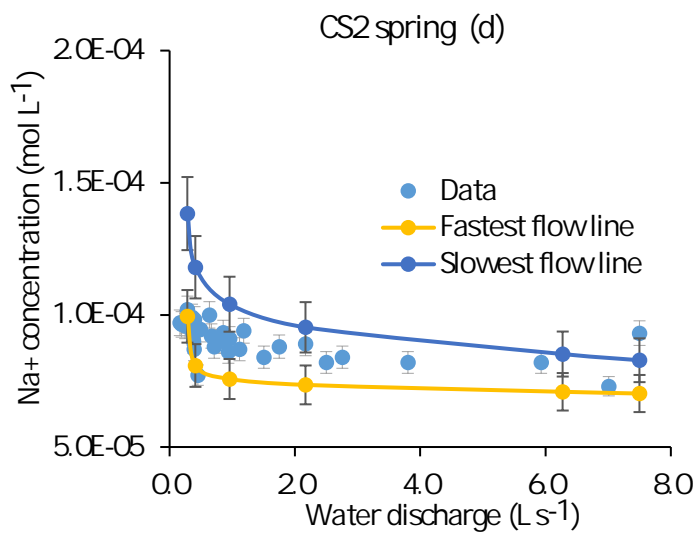 CS2 spring (d)
2.0E-04
1.5E-04
1.0E-04
5.0E-05
Na+ concentration (mol L-1)
Data
Fastest flow line
Slowest flow line
0.0 2.0 4.0 6.0 8.0
Water discharge (L s-1)